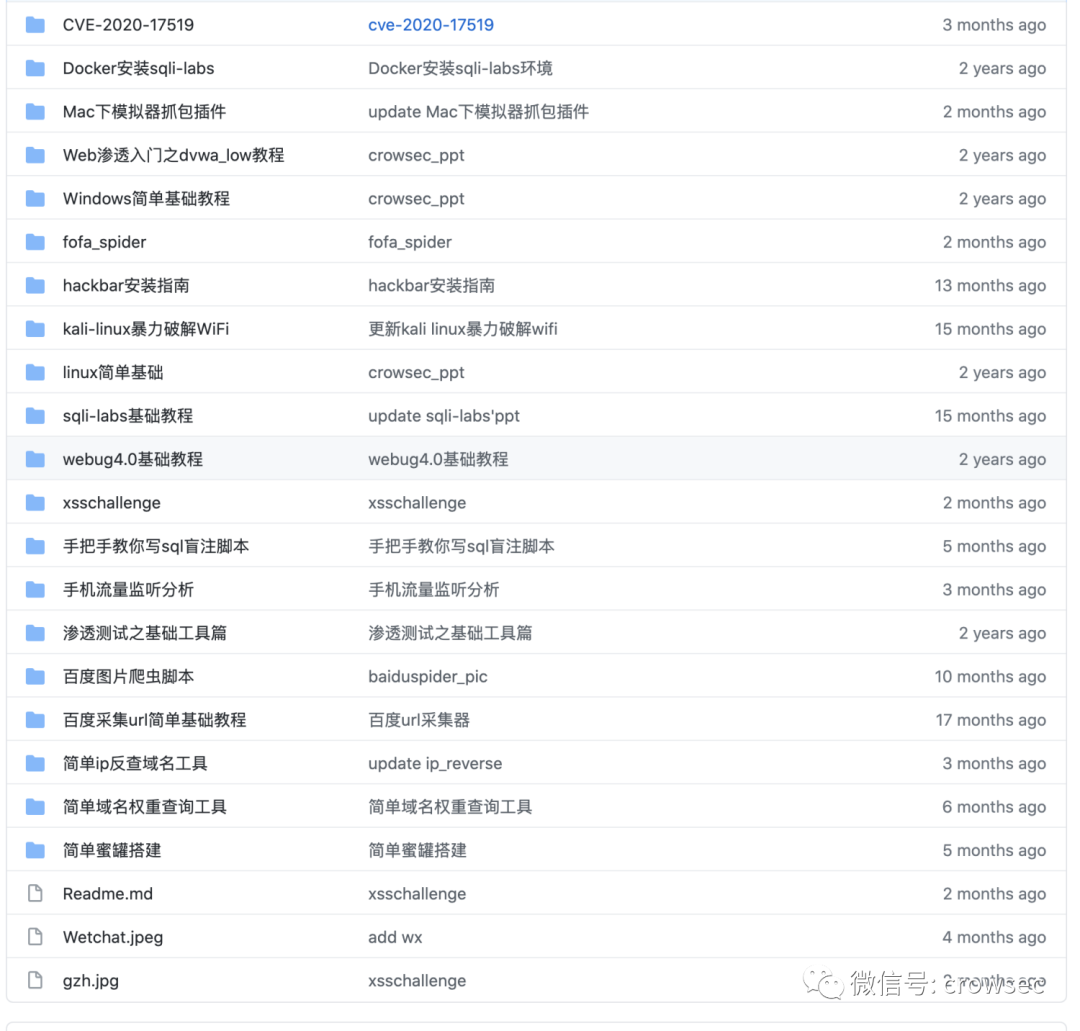 CVE-2020-17519 cve-2020-17519 3 months ago
Docker安装sqli-labs Docker安装sqli-labs环境 2 years ago
Mac下模拟器抓包插件 update Mac下模拟器抓包插件 2 months ago
Web渗透入门之dvwa_low教程 crowsec_ppt 2 years ago
Windows简单基础教程 crowsec_ppt 2 years ago
fofa_spider fofa_spider 2 months ago
hackbar安装指南 hackbar安装指南 13 months ago
kali-linux暴力破解WiFi 更新kali linux暴力破解wifi 15 months ago
linux简单基础 crowsec_ppt 2 years ago
sqli-labs基础教程 update sqli-labs'ppt 15 months ago
webug4.0基础教程 webug4.0基础教程 2 years ago
xsschallenge xsschallenge 2 months ago
手把手教你写sql盲注脚本 手把手教你写sql盲注脚本 5 months ago
手机流量监听分析 手机流量监听分析 3 months ago
渗透测试之基础工具篇 渗透测试之基础工具篇 2 years ago
百度图片爬虫脚本 baiduspider_pic 10 months ago
百度采集url简单基础教程 百度url采集器 17 months ago
简单ip反查域名工具 update ip_reverse 3 months ago
简单域名权重查询工具 简单域名权重查询工具 6 months ago
简单蜜罐搭建 简单蜜罐搭建 5 months ago
Readme.md xsschallenge 2 months ago
Wetchat.jpeg add wx 4 months ago
gzh.jpg xsschallenge 2 months ago
微信号: crowsec